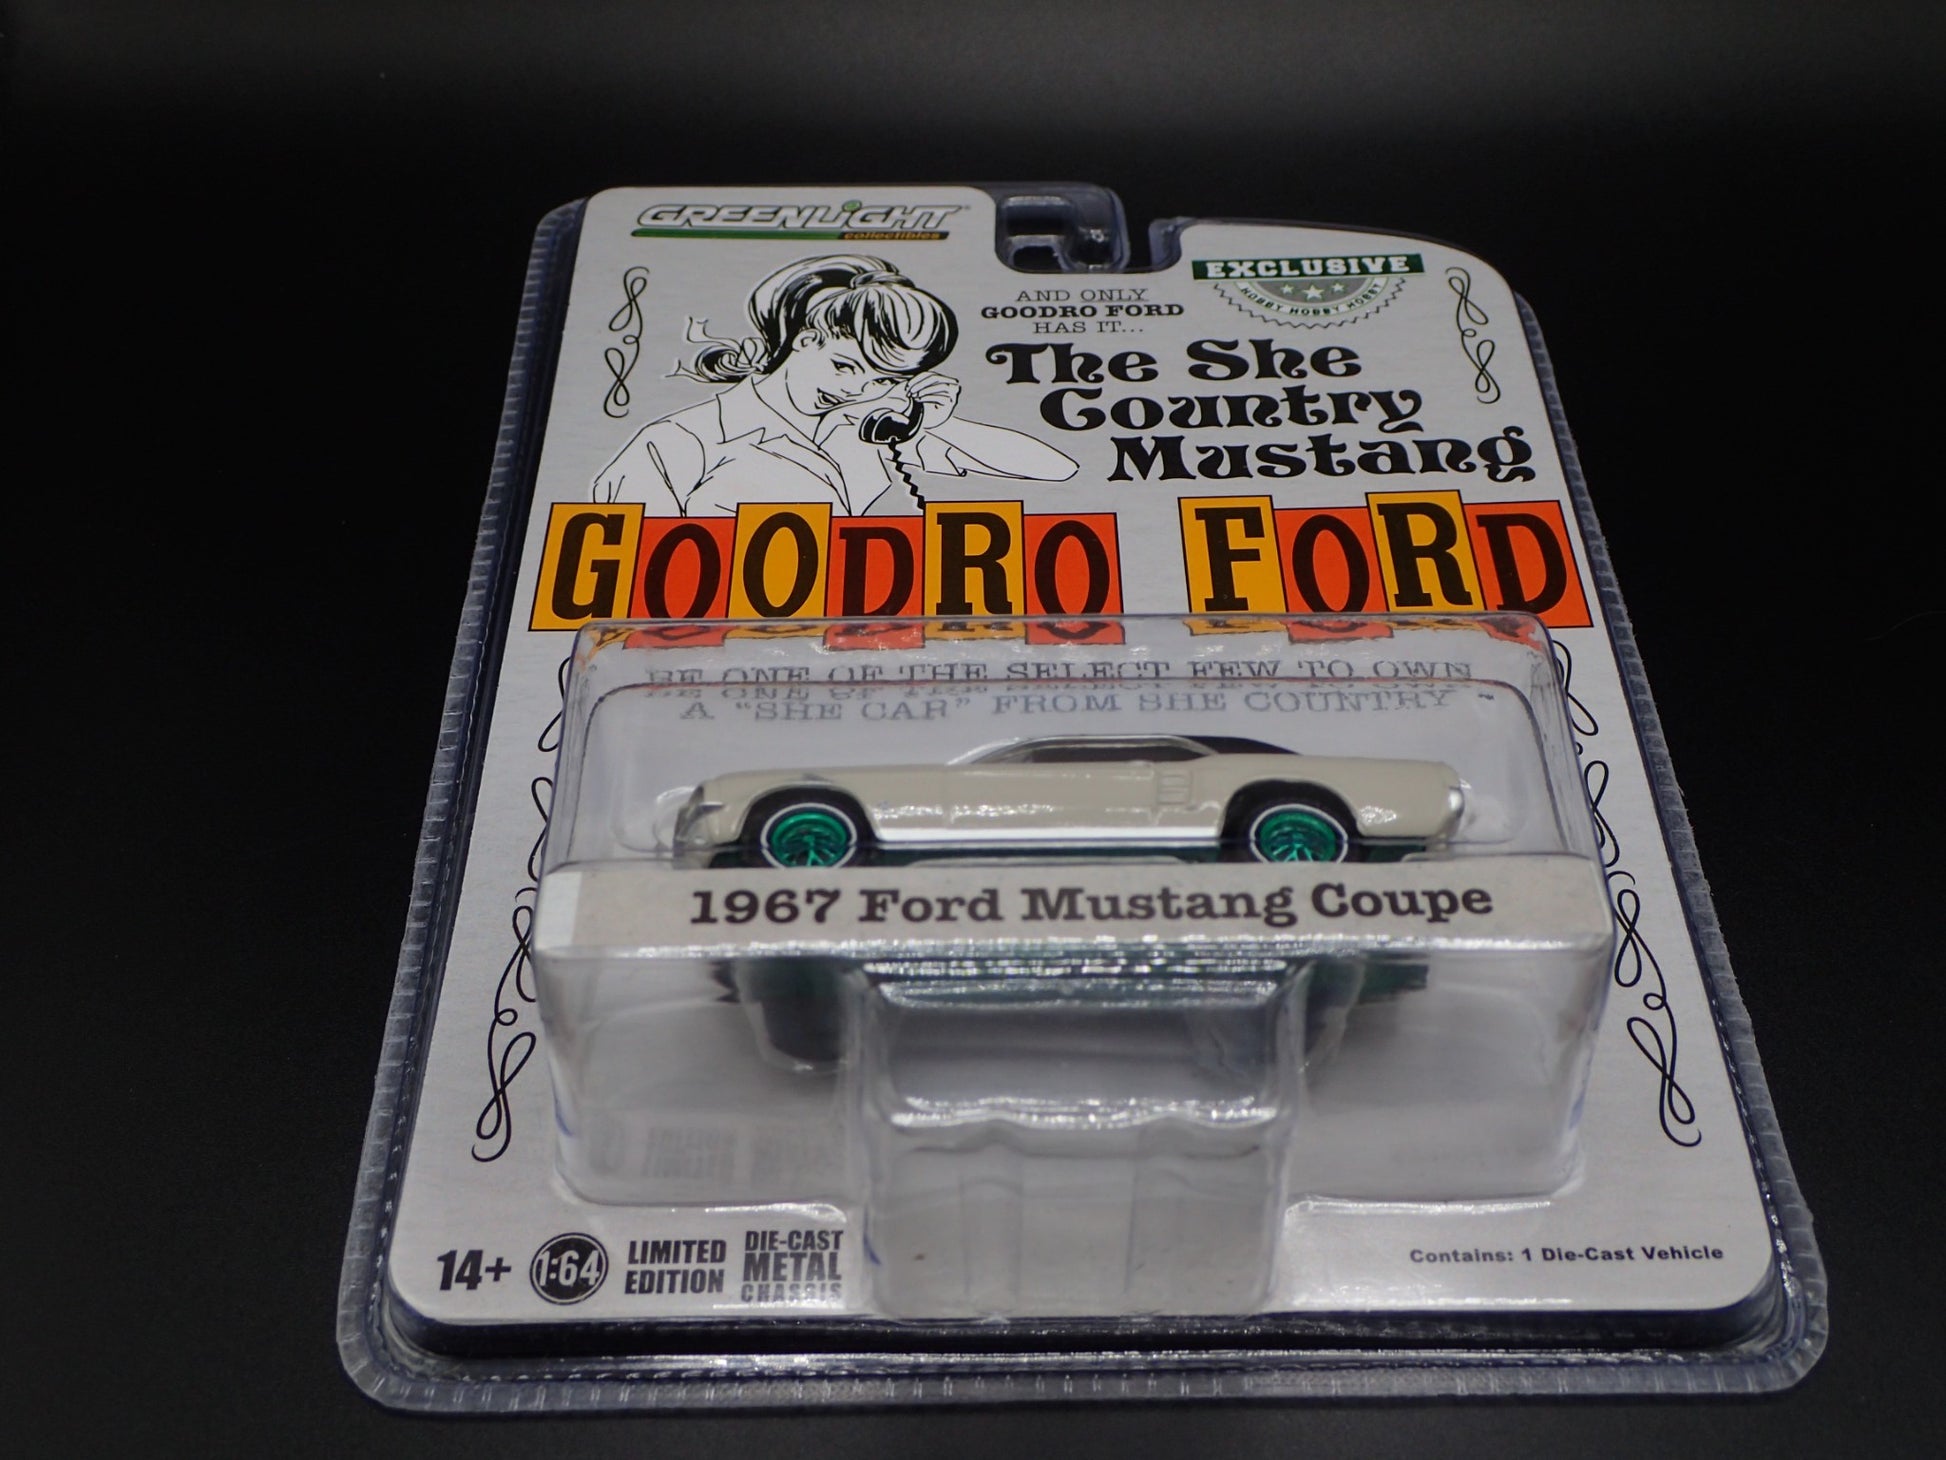 GREENLIGHT
collectibles
EXCLUSIVE
HOBBY HOBBY HOBBY
AND ONLY
GOODRO FORD
HAS IT...
The She
Country
Mustang
GOODRO FORD
BE ONE OF THE SELECT FEW TO OWN
A "SHE CAR" FROM SHE COUNTRY
1967 Ford Mustang Coupe
14+
1:64
LIMITED
EDITION
DIE-CAST
METAL
CHASSIS
Contains: 1 Die-Cast Vehicle